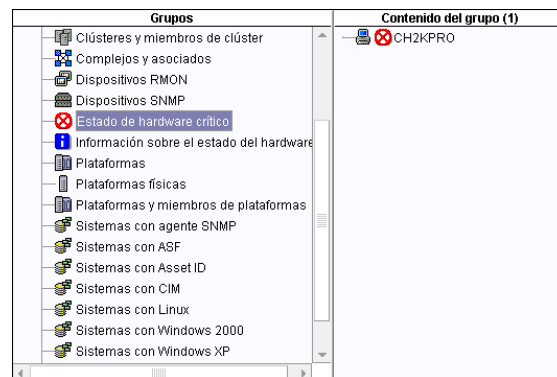 Grupos
Clústeres y miembros de clúster
Complejos y asociados
Dispositivos RMON
Dispositivos SNMP
Estado de hardware crítico
Información sobre el estado del hardware
Plataformas
Plataformas físicas
Plataformas y miembros de plataformas
Sistemas con agente SNMP
Sistemas con ASF
Sistemas con Asset ID
Sistemas con CIM
Sistemas con Linux
Sistemas con Windows 2000
Sistemas con Windows XP
Contenido del grupo (1)
CH2KPRO